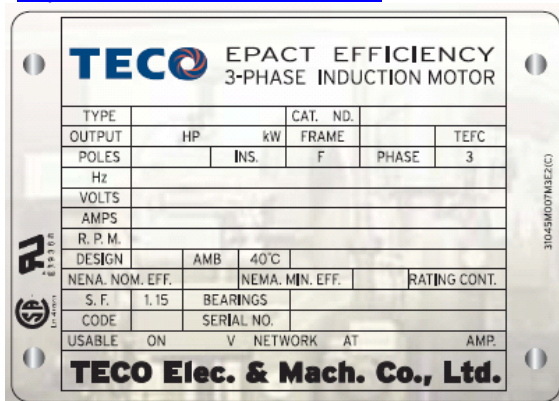 TECO EPACT EFFICIENCY
3-PHASE INDUCTION MOTOR
TYPE CAT. NO.
OUTPUT HP kW FRAME TEFC
POLES INS. F PHASE 3
Hz
VOLTS
AMPS
R. P. M.
DESIGN AMB 40°C
NENA. NOM. EFF. NEMA. MIN. EFF. RATING CONT.
S. F. 1.15 BEARINGS
CODE SERIAL NO.
USABLE ON V NETWORK AT AMP.
TECO Elec. & Mach. Co., Ltd.
31045M007M3E2(C)